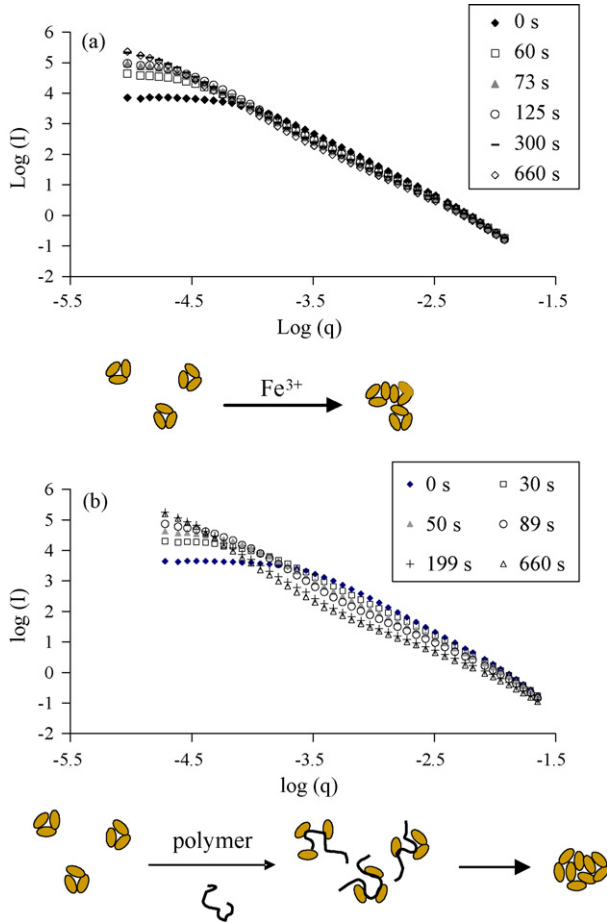 (a)
6
5
4
3
2
1
0
-1
-2
Log (I)
-5.5 -4.5 -3.5 -2.5 -1.5
Log (q)
0 s
60 s
73 s
125 s
300 s
660 s
Fe³⁺
0 s 30 s
50 s 89 s
199 s 660 s
(b)
6
5
4
3
2
1
0
-1
-2
log (I)
-5.5 -4.5 -3.5 -2.5 -1.5
log (q)
polymer